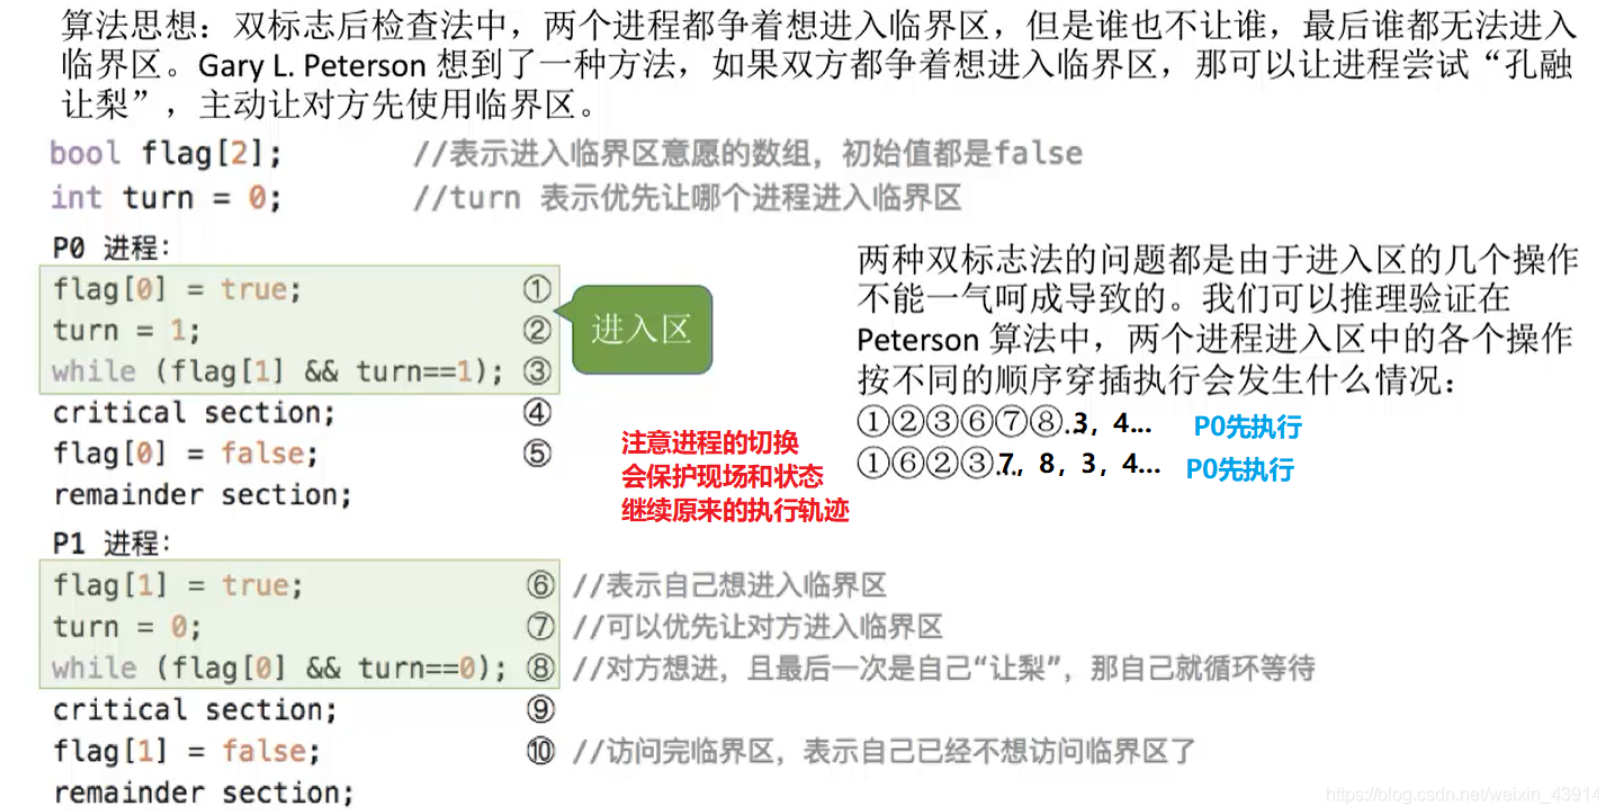 算法思想：双标志后检查法中，两个进程都争着想进入临界区，但是谁也不让谁，最后谁都无法进入
临界区。Gary L. Peterson 想到了一种方法，如果双方都争着想进入临界区，那可以让进程尝试“孔融
让梨”，主动让对方先使用临界区。
bool flag[2]; //表示进入临界区意愿的数组，初始值都是false
int turn = 0; //turn 表示优先让哪个进程进入临界区
P0 进程：
flag[0] = true; ①
turn = 1; ②
while (flag[1] && turn==1); ③
critical section; ④
flag[0] = false; ⑤
remainder section;
进入区
两种双标志法的问题都是由于进入区的几个操作
不能一气呵成导致的。我们可以推理验证在
Peterson 算法中，两个进程进入区中的各个操作
按不同的顺序穿插执行会发生什么情况：
①②③⑥⑦⑧..3，4... P0先执行
①⑥②③.7.，8，3，4... P0先执行
注意进程的切换
会保护现场和状态
继续原来的执行轨迹
P1 进程：
flag[1] = true; ⑥ //表示自己想进入临界区
turn = 0; ⑦ //可以优先让对方进入临界区
while (flag[0] && turn==0); ⑧ //对方想进，且最后一次是自己“让梨”，那自己就循环等待
critical section; ⑨
flag[1] = false; ⑩ //访问完临界区，表示自己已经不想访问临界区了
remainder section;
https://blog.csdn.net/weixin_43914